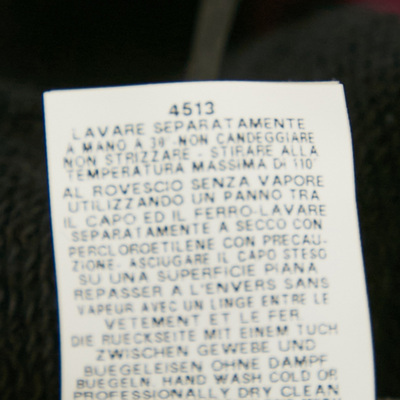 4513
LAVARE SEPARATAMENTE
A MANO A 30° -NON CANDEGGIARE
NON STRIZZARE - STIRARE ALLA
TEMPERATURA MASSIMA DI 110°
AL ROVESCIO SENZA VAPORE
UTILIZZANDO UN PANNO TRA
IL CAPO ED IL FERRO-LAVARE
SEPARATAMENTE A SECCO CON
PERCLOROETILENE CON PRECAU-
ZIONE. ASCIUGARE IL CAPO STESO
SU UNA SUPERFICIE PIANA
REPASSER A L'ENVERS SANS
VAPEUR AVEC UN LINGE ENTRE LE
VETEMENT ET LE FER
DIE RUECKSEITE MIT EINEM TUCH
ZWISCHEN GEWEBE UND
BUEGELEISEN OHNE DAMPF
BUEGELN. HAND WASH COLD OR
PROFESSIONALLY DRY CLEAN